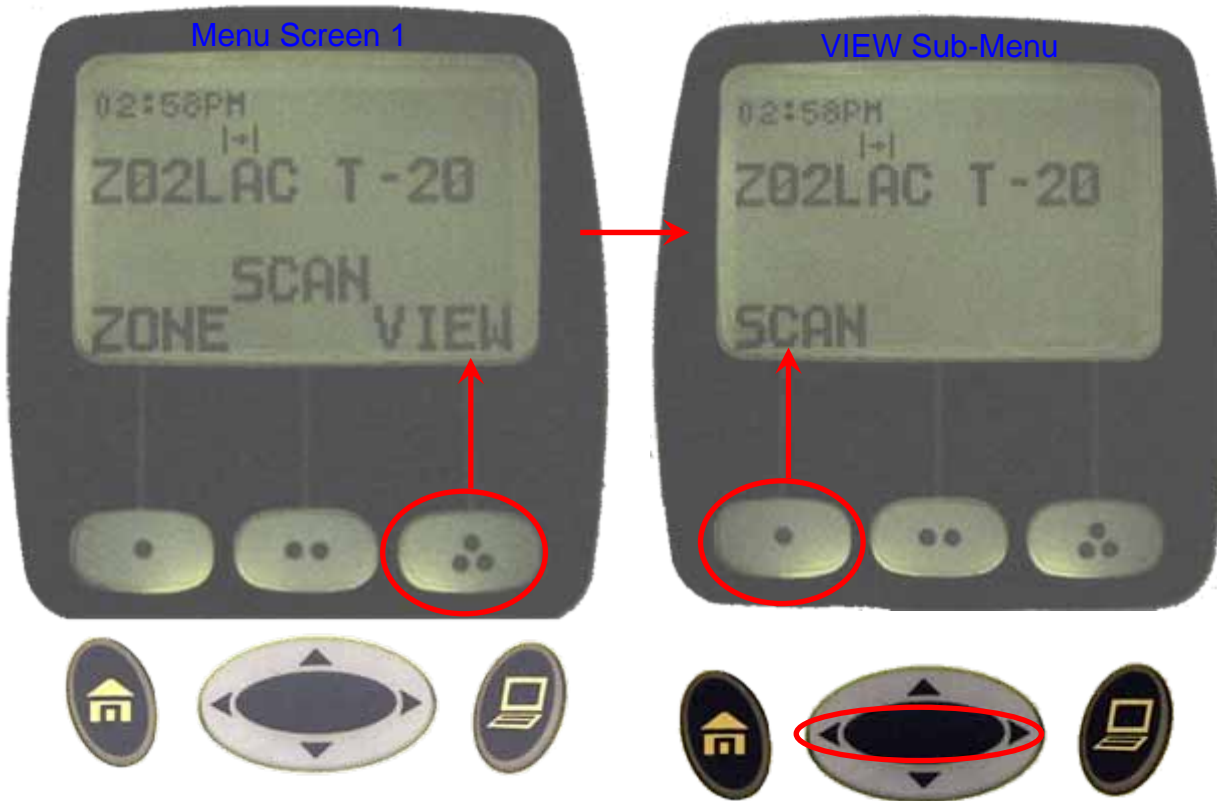 Menu Screen 1
02:58PM
Z02LAC T-20
SCAN
ZONE VIEW
VIEW Sub-Menu
02:58PM
Z02LAC T-20
SCAN